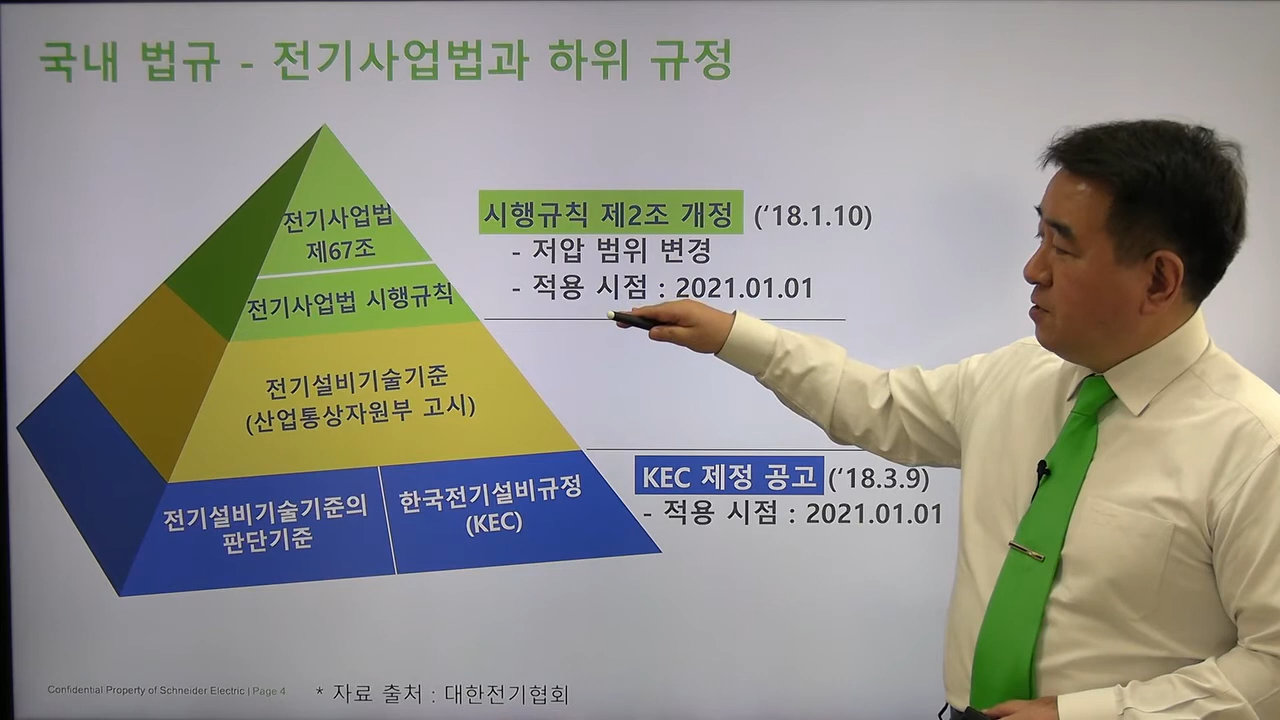 국내 법규 - 전기사업법과 하위 규정
전기사업법
제67조
전기사업법 시행규칙
전기설비기술기준
(산업통상자원부 고시)
전기설비기술기준의
판단기준
한국전기설비규정
(KEC)
시행규칙 제2조 개정 (‘18.1.10)
- 저압 범위 변경
- 적용 시점 : 2021.01.01
KEC 제정 공고 (‘18.3.9)
- 적용 시점 : 2021.01.01
Confidential Property of Schneider Electric | Page 4
* 자료 출처 : 대한전기협회